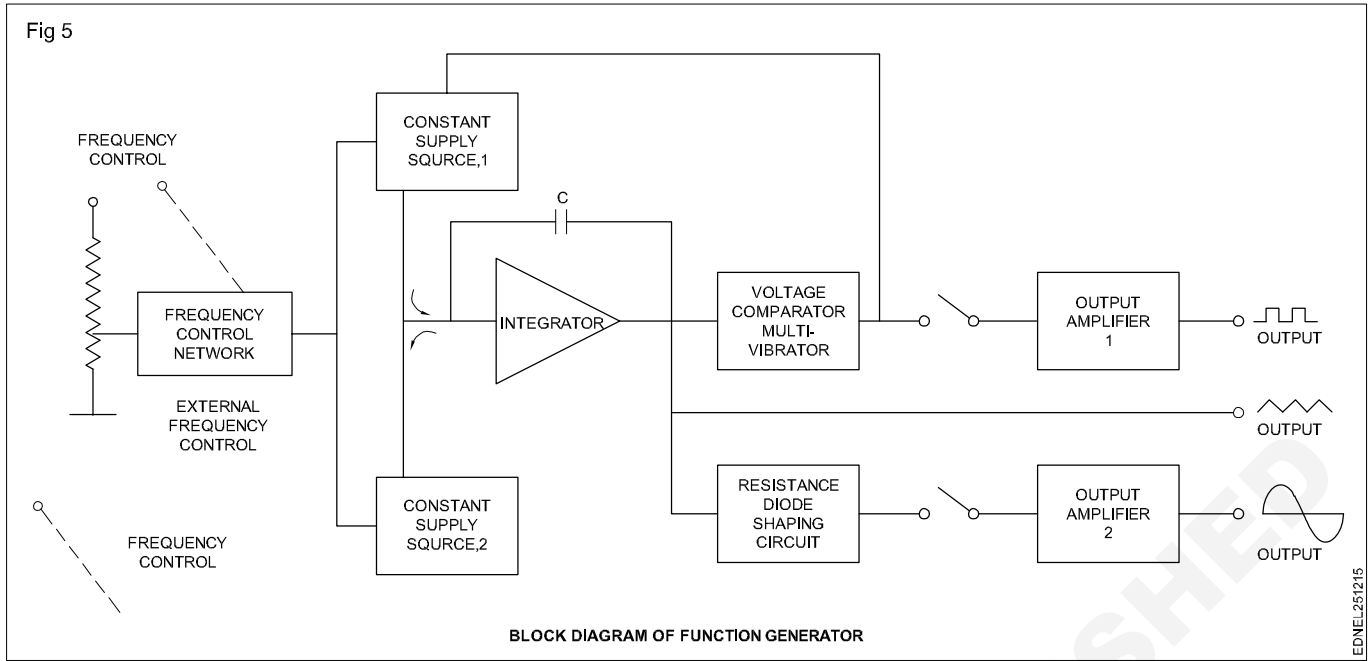 Fig 5
FREQUENCY
CONTROL
FREQUENCY
CONTROL
NETWORK
EXTERNAL
FREQUENCY
CONTROL
FREQUENCY
CONTROL
CONSTANT
SUPPLY
SQURCE,1
CONSTANT
SUPPLY
SQURCE,2
C
INTEGRATOR
VOLTAGE
COMPARATOR
MULTI-
VIBRATOR
OUTPUT
AMPLIFIER
1
OUTPUT
OUTPUT
RESISTANCE
DIODE
SHAPING
CIRCUIT
OUTPUT
AMPLIFIER
2
OUTPUT
BLOCK DIAGRAM OF FUNCTION GENERATOR
EDNEL251215
SHED